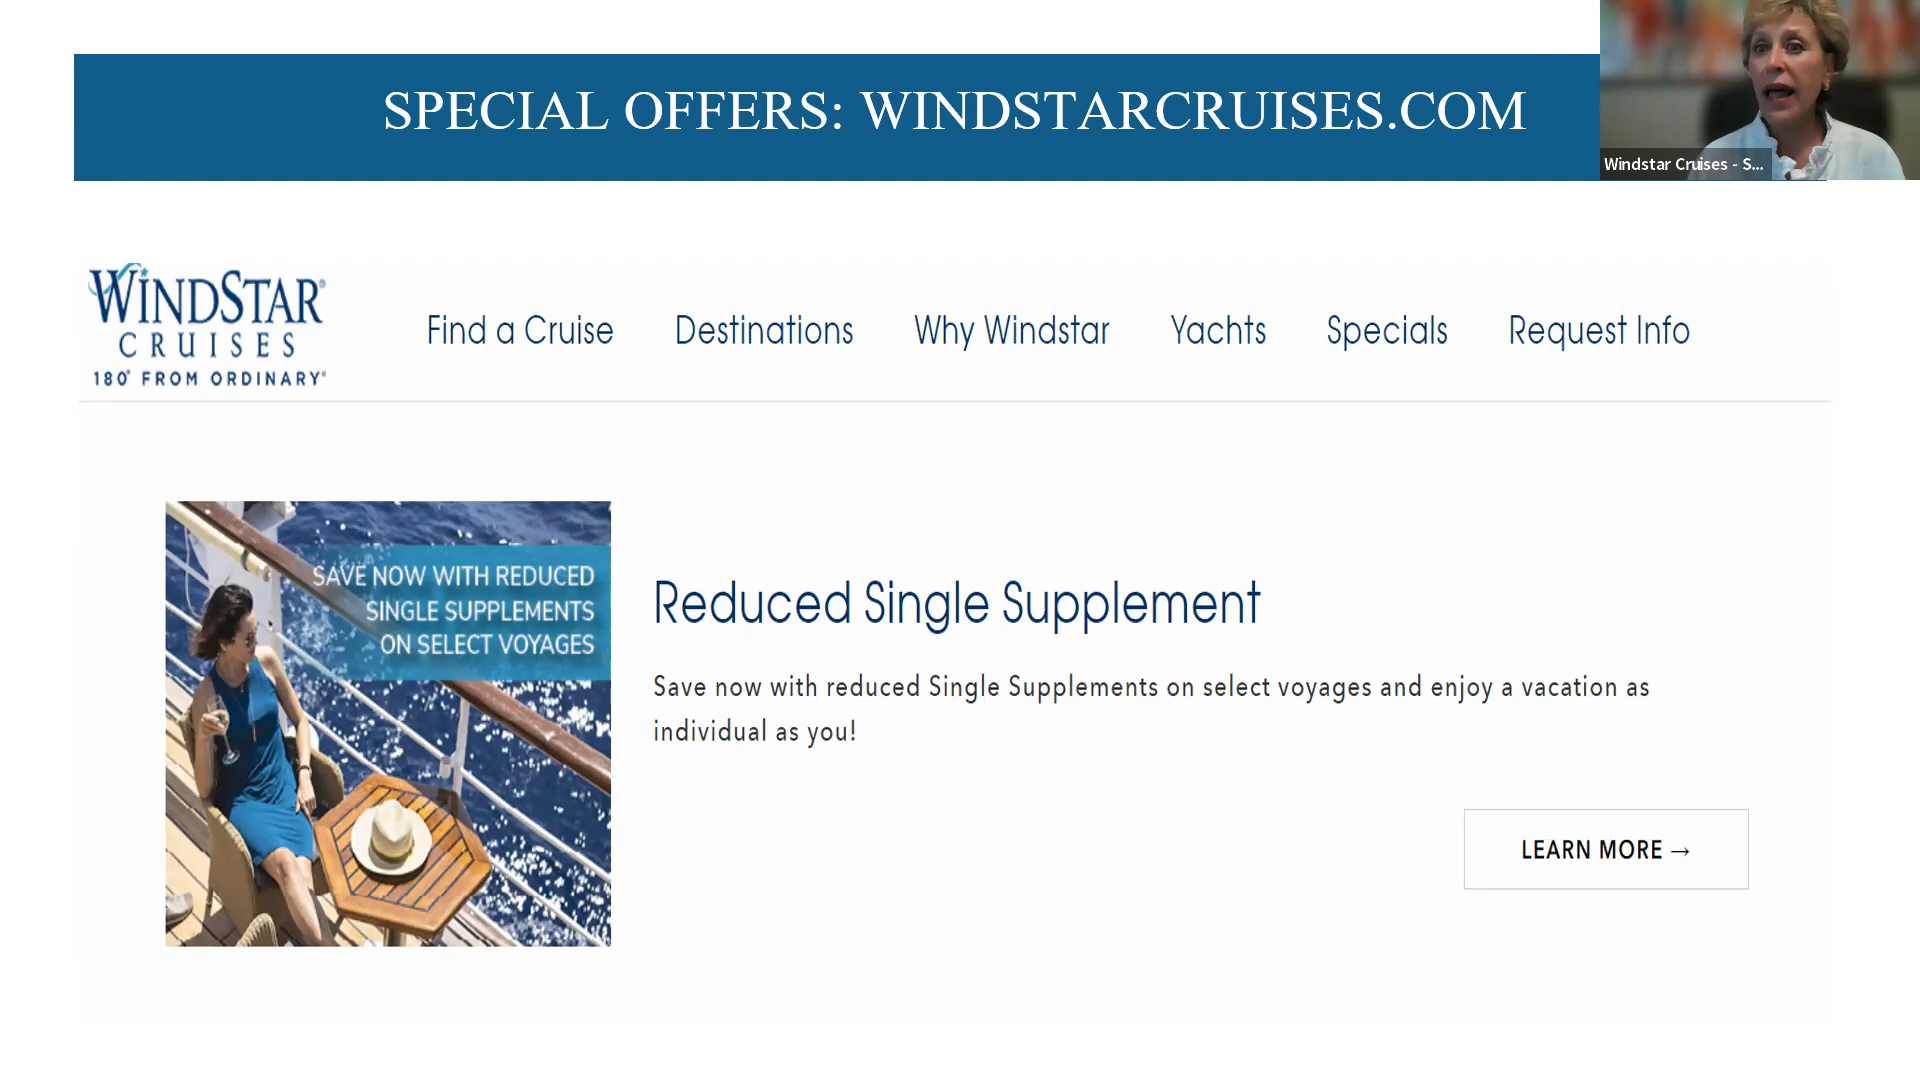 SPECIAL OFFERS: WINDSTARCRUISES.COM
Windstar Cruises - S...
WINDSTAR®
CRUISES
180° FROM ORDINARY®
Find a Cruise
Destinations
Why Windstar
Yachts
Specials
Request Info
SAVE NOW WITH REDUCED
SINGLE SUPPLEMENTS
ON SELECT VOYAGES
Reduced Single Supplement
Save now with reduced Single Supplements on select voyages and enjoy a vacation as
individual as you!
LEARN MORE →